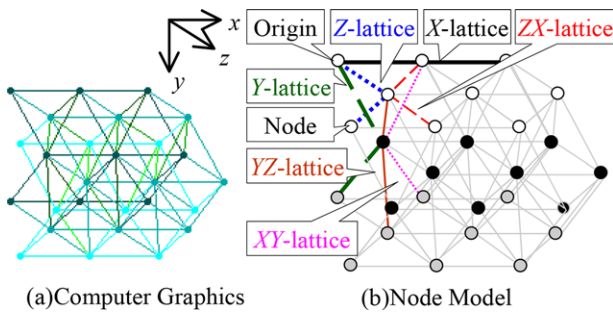 x
z
y
Origin
Z-lattice
X-lattice
ZX-lattice
Y-lattice
Node
YZ-lattice
XY-lattice
(a)Computer Graphics
(b)Node Model